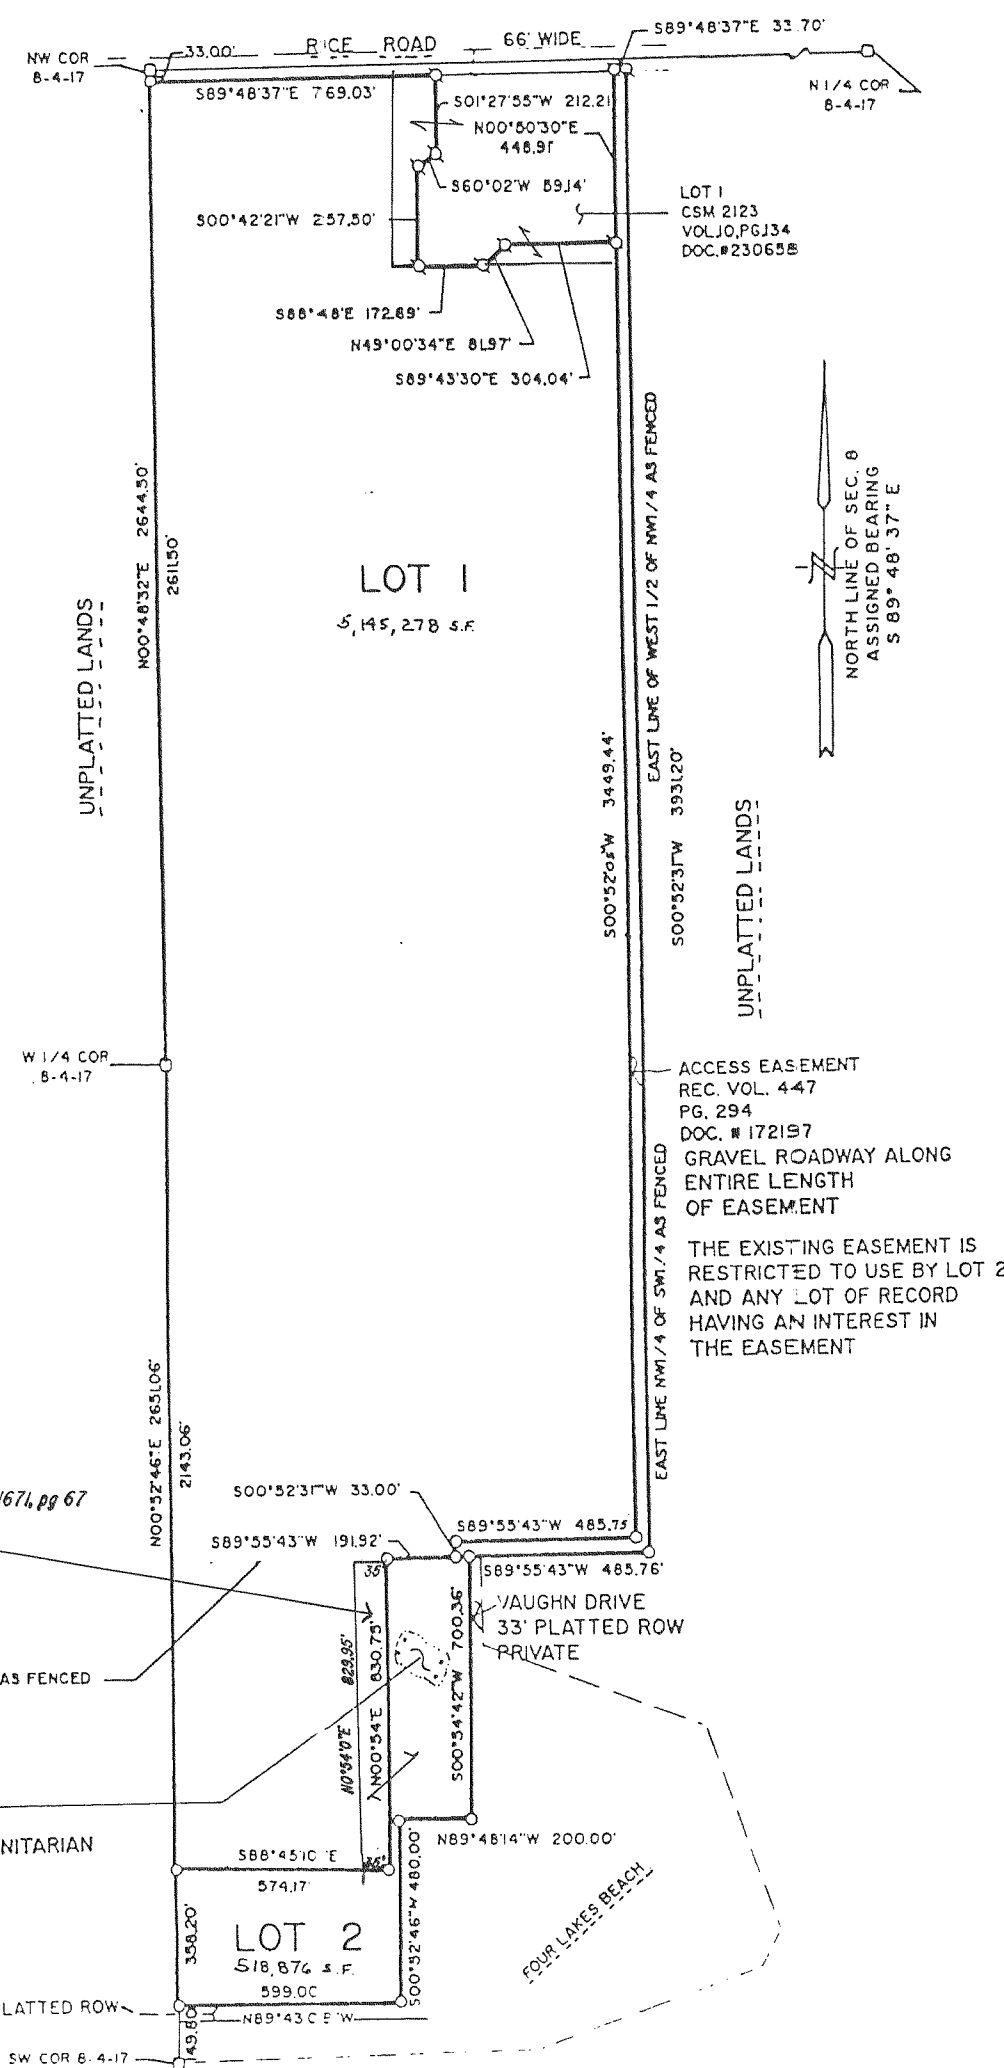 S89°48'37"E 33.70'
RICE ROAD 66' WIDE
NW COR
8-4-17
33.00'
N 1/4 COR
8-4-17
S89°48'37"E 769.03'
S01°27'55"W 212.21
N00°50'30"E
448.91'
S60°02'W 59.14'
LOT 1
CSM 2123
VOL.10,PG.134
DOC.#230658
S00°42'21"W 257.50'
S88°48'E 172.89'
N49°00'34"E 81.97'
S89°43'30"E 304.04'
NORTH LINE OF SEC. 8
ASSIGNED BEARING
S 89° 48' 37" E
N
N00°48'32"E 2644.50'
2611.50'
EAST LINE OF WEST 1/2 OF NW1/4 AS FENCED
LOT 1
5,145,278 S.F.
UNPLATTED LANDS
S00°52'05"W 3449.44'
S00°52'31"W 3931.20'
UNPLATTED LANDS
W 1/4 COR
8-4-17
ACCESS EASEMENT
REC. VOL. 447
PG. 294
DOC. # 172197
GRAVEL ROADWAY ALONG
ENTIRE LENGTH
OF EASEMENT
THE EXISTING EASEMENT IS
RESTRICTED TO USE BY LOT 2
AND ANY LOT OF RECORD
HAVING AN INTEREST IN
THE EASEMENT
EAST LINE NW1/4 OF SW1/4 AS FENCED
N00°52'46"E 2651.06'
2143.06'
1671, pg 67
S00°52'31"W 33.00'
S89°55'43"W 485.75
S89°55'43"W 191.92'
S89°55'43"W 485.76'
35'
VAUGHN DRIVE
33' PLATTED ROW
PRIVATE
AS FENCED
N0°54'0"E 829.95'
N00°54'E 830.75'
S00°54'42"W 700.36'
N89°48'14"W 200.00'
NITARIAN
S88°45'10"E
574.17'
35'
358.20'
LOT 2
518,876 S.F.
599.00
S00°52'46"W 480.00'
FOUR LAKES BEACH
LATTED ROW
N89°43 W
49.80
SW COR 8-4-17